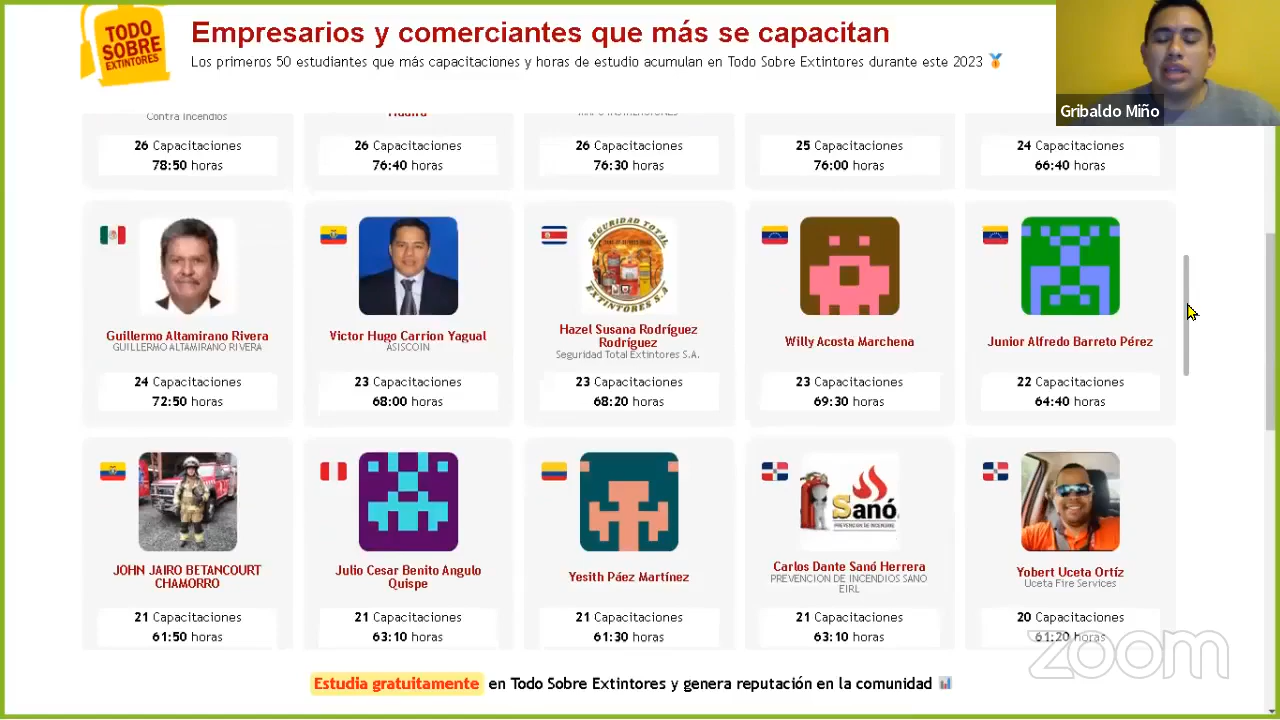 TODO
SOBRE
EXTINTORES
Empresarios y comerciantes que más se capacitan
Los primeros 50 estudiantes que más capacitaciones y horas de estudio acumulan en Todo Sobre Extintores durante este 2023
Gribaldo Miño
Contra Incendios
26 Capacitaciones
78:50 horas
26 Capacitaciones
76:40 horas
26 Capacitaciones
76:30 horas
25 Capacitaciones
76:00 horas
24 Capacitaciones
66:40 horas
Guillermo Altamirano Rivera
GUILLERMO ALTAMIRANO RIVERA
24 Capacitaciones
72:50 horas
Victor Hugo Carrion Yagual
ASISCOIN
23 Capacitaciones
68:00 horas
SEGURIDAD TOTAL
EXTINTORES S.A
Hazel Susana Rodríguez
Rodríguez
Seguridad Total Extintores S.A.
23 Capacitaciones
68:20 horas
Willy Acosta Marchena
23 Capacitaciones
69:30 horas
Junior Alfredo Barreto Pérez
22 Capacitaciones
64:40 horas
JOHN JAIRO BETANCOURT
CHAMORRO
21 Capacitaciones
61:50 horas
Julio Cesar Benito Angulo
Quispe
21 Capacitaciones
63:10 horas
Yesith Páez Martínez
21 Capacitaciones
61:30 horas
Sanó
PREVENCION DE INCENDIOS
Carlos Dante Sanó Herrera
PREVENCION DE INCENDIOS SANO
EIRL
21 Capacitaciones
63:10 horas
Yobert Uceta Ortíz
Uceta Fire Services
20 Capacitaciones
61:20 horas
zoom
Estudia gratuitamente en Todo Sobre Extintores y genera reputación en la comunidad